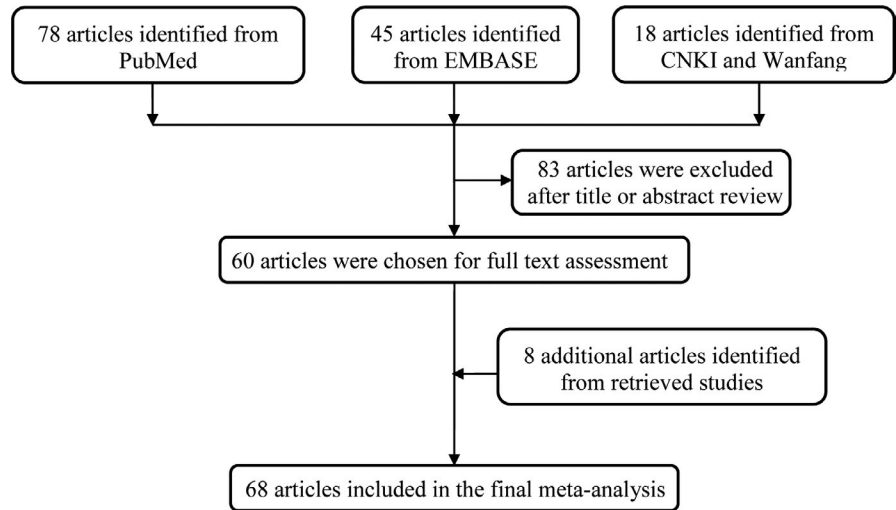 78 articles identified from
PubMed
45 articles identified
from EMBASE
18 articles identified from
CNKI and Wanfang
83 articles were excluded
after title or abstract review
60 articles were chosen for full text assessment
8 additional articles identified
from retrieved studies
68 articles included in the final meta-analysis